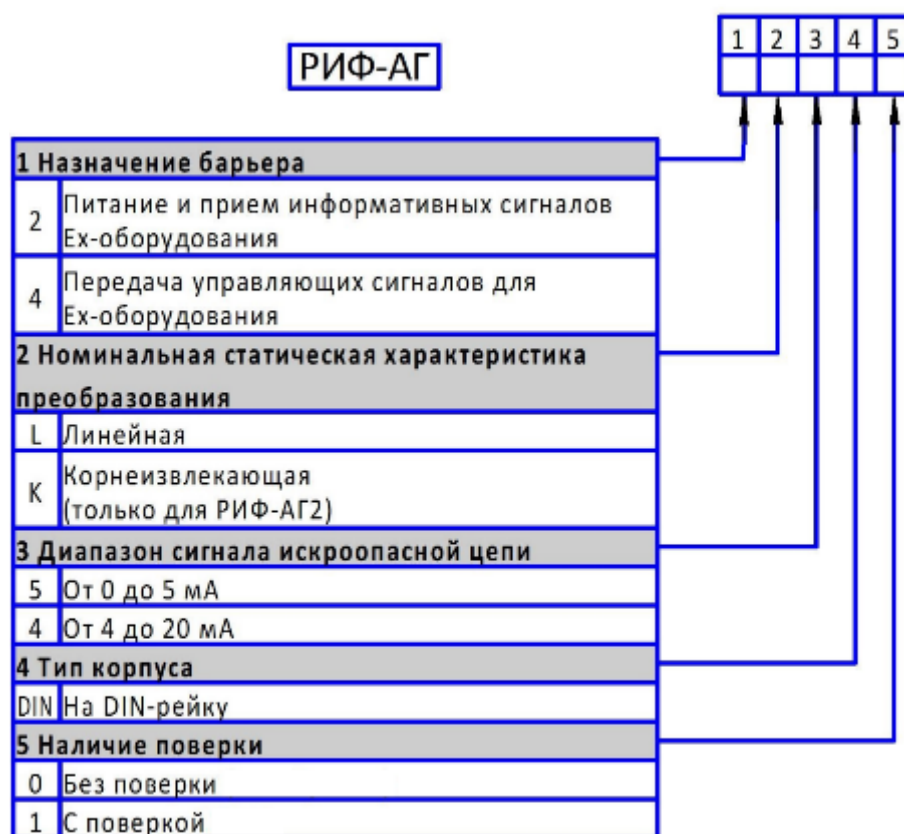 РИФ-АГ
1 2 3 4 5
1 Назначение барьера
2 Питание и прием информативных сигналов
Ex-оборудования
4 Передача управляющих сигналов для
Ex-оборудования
2 Номинальная статическая характеристика
преобразования
L Линейная
K Корнеизвлекающая
(только для РИФ-АГ2)
3 Диапазон сигнала искроопасной цепи
5 От 0 до 5 мА
4 От 4 до 20 мА
4 Тип корпуса
DIN На DIN-рейку
5 Наличие поверки
0 Без поверки
1 С поверкой